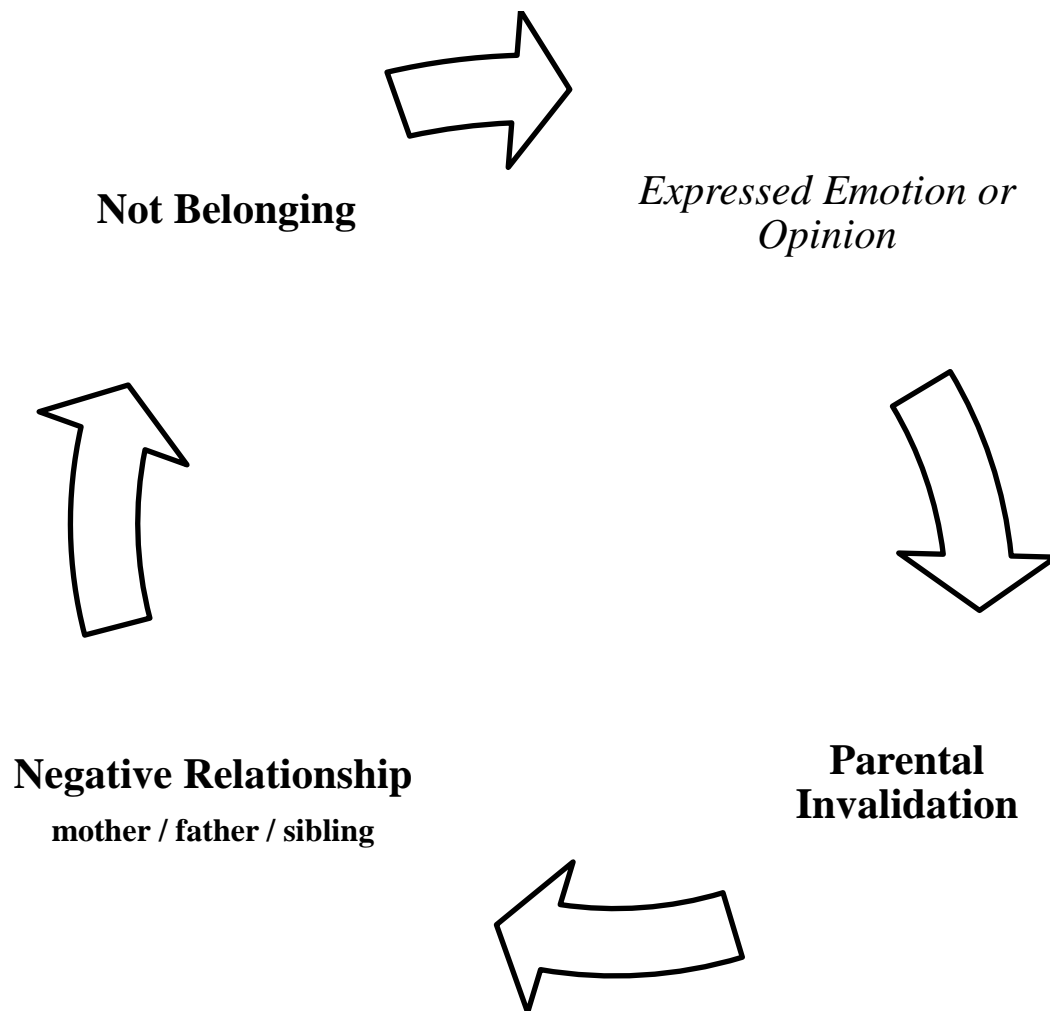 Not Belonging
Expressed Emotion or
Opinion
Negative Relationship
mother / father / sibling
Parental
Invalidation